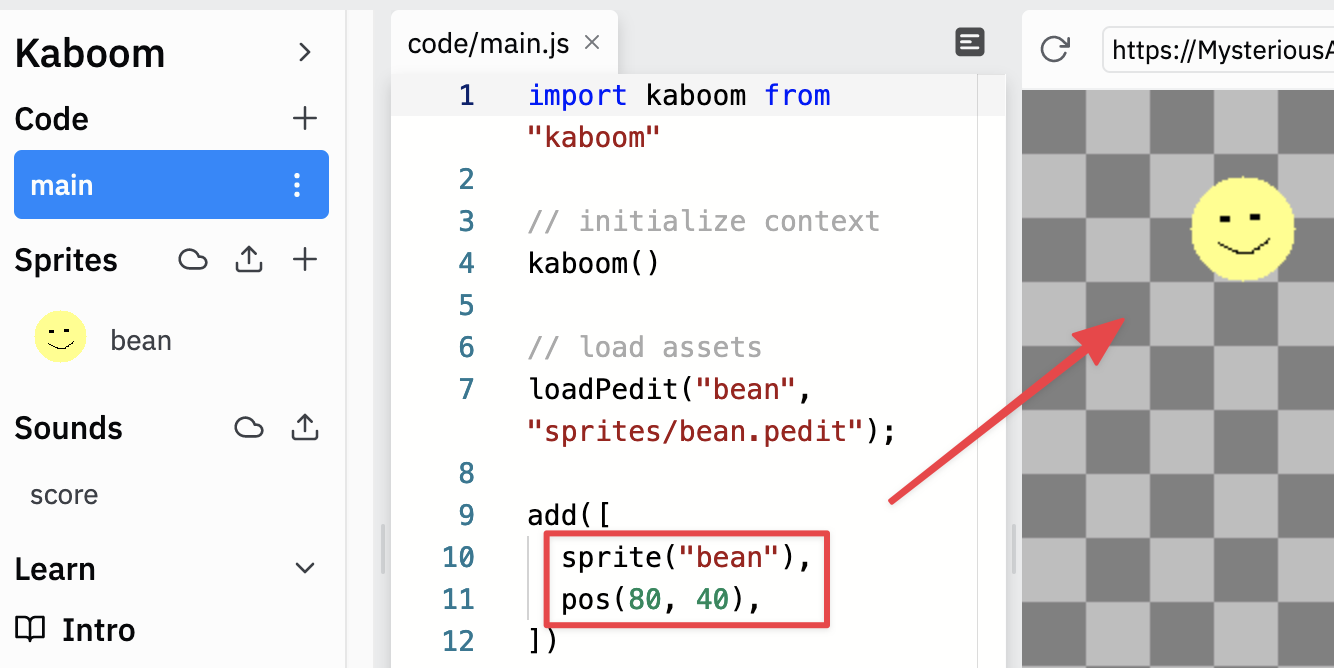 Kaboom
Code
main
Sprites
bean
Sounds
score
Learn
Intro
code/main.js
1 import kaboom from
"kaboom"
2
3 // initialize context
4 kaboom()
5
6 // load assets
7 loadPedit("bean",
"sprites/bean.pedit");
8
9 add([
10 sprite("bean"),
11 pos(80, 40),
12 ])
https://MysteriousA